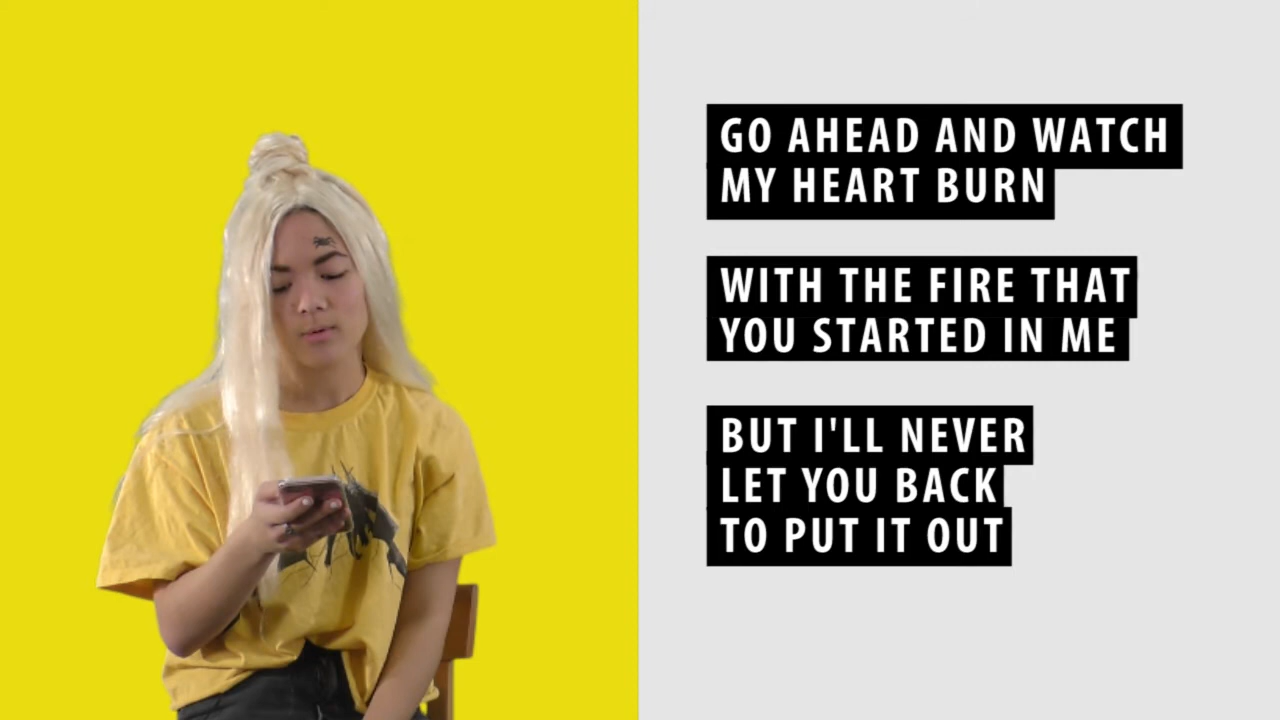 GO AHEAD AND WATCH
MY HEART BURN
WITH THE FIRE THAT
YOU STARTED IN ME
BUT I'LL NEVER
LET YOU BACK
TO PUT IT OUT